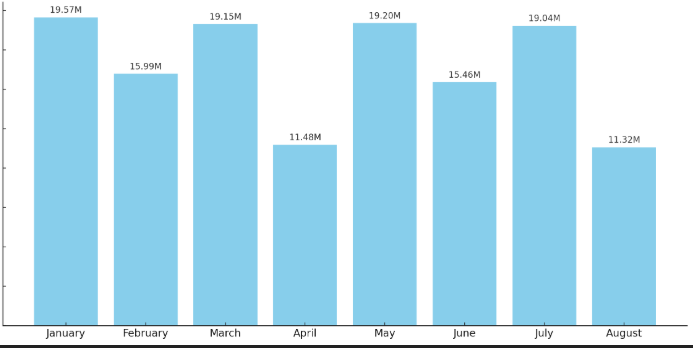 19.57M
15.99M
19.15M
11.48M
19.20M
15.46M
19.04M
11.32M
January February March April May June July August